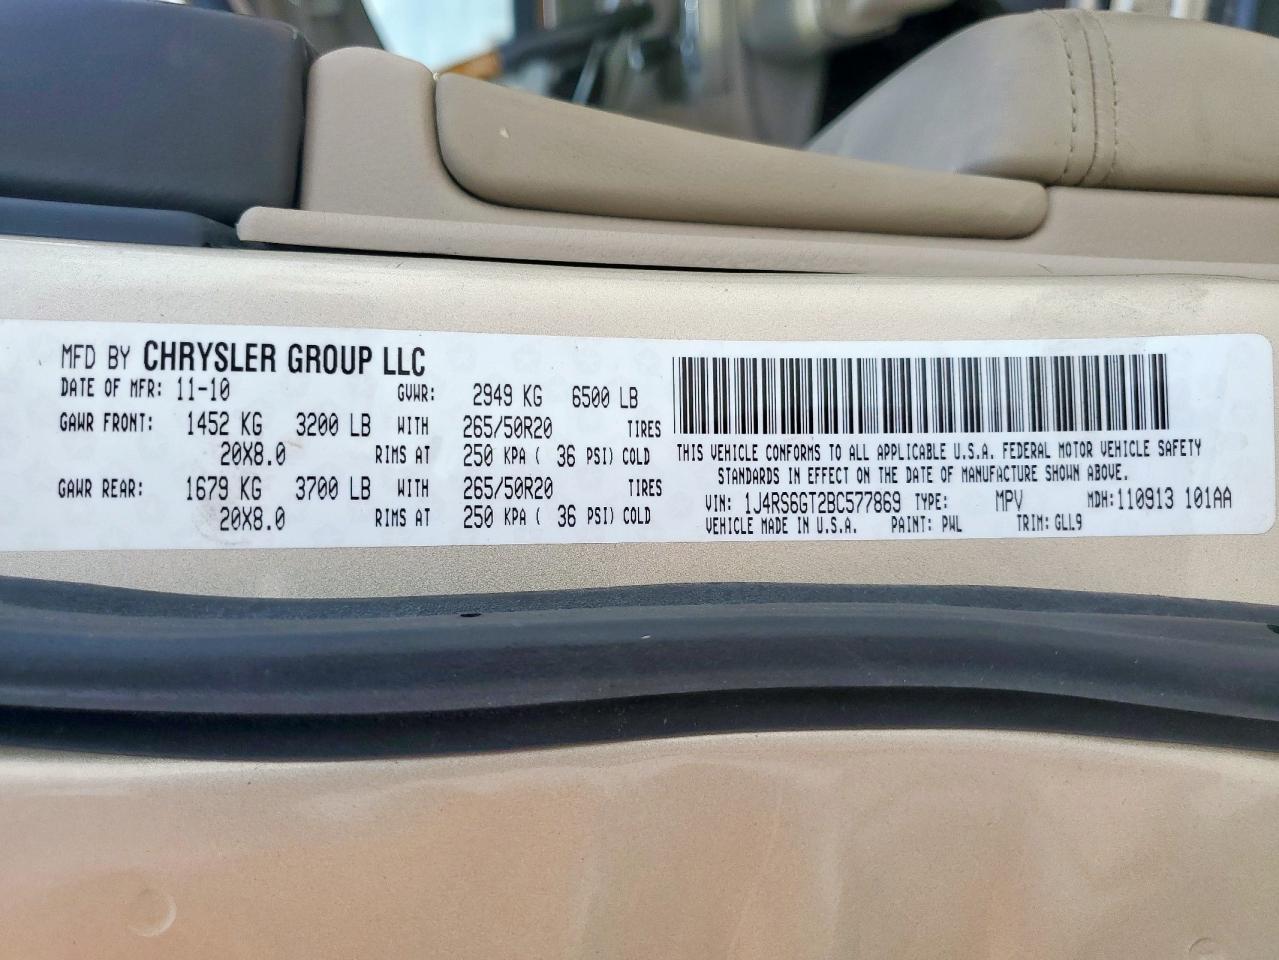 MFD BY CHRYSLER GROUP LLC
DATE OF MFR: 11-10 GVWR: 2949 KG 6500 LB
GAWR FRONT: 1452 KG 3200 LB WITH 265/50R20 TIRES
20X8.0 RIMS AT 250 KPA ( 36 PSI) COLD
GAWR REAR: 1679 KG 3700 LB WITH 265/50R20 TIRES
20X8.0 RIMS AT 250 KPA ( 36 PSI) COLD
THIS VEHICLE CONFORMS TO ALL APPLICABLE U.S.A. FEDERAL MOTOR VEHICLE SAFETY
STANDARDS IN EFFECT ON THE DATE OF MANUFACTURE SHOWN ABOVE.
VIN: 1J4RS6GT2BC577869 TYPE: MPV MDH: 110913 101AA
VEHICLE MADE IN U.S.A. PAINT: PWL TRIM: GLL9